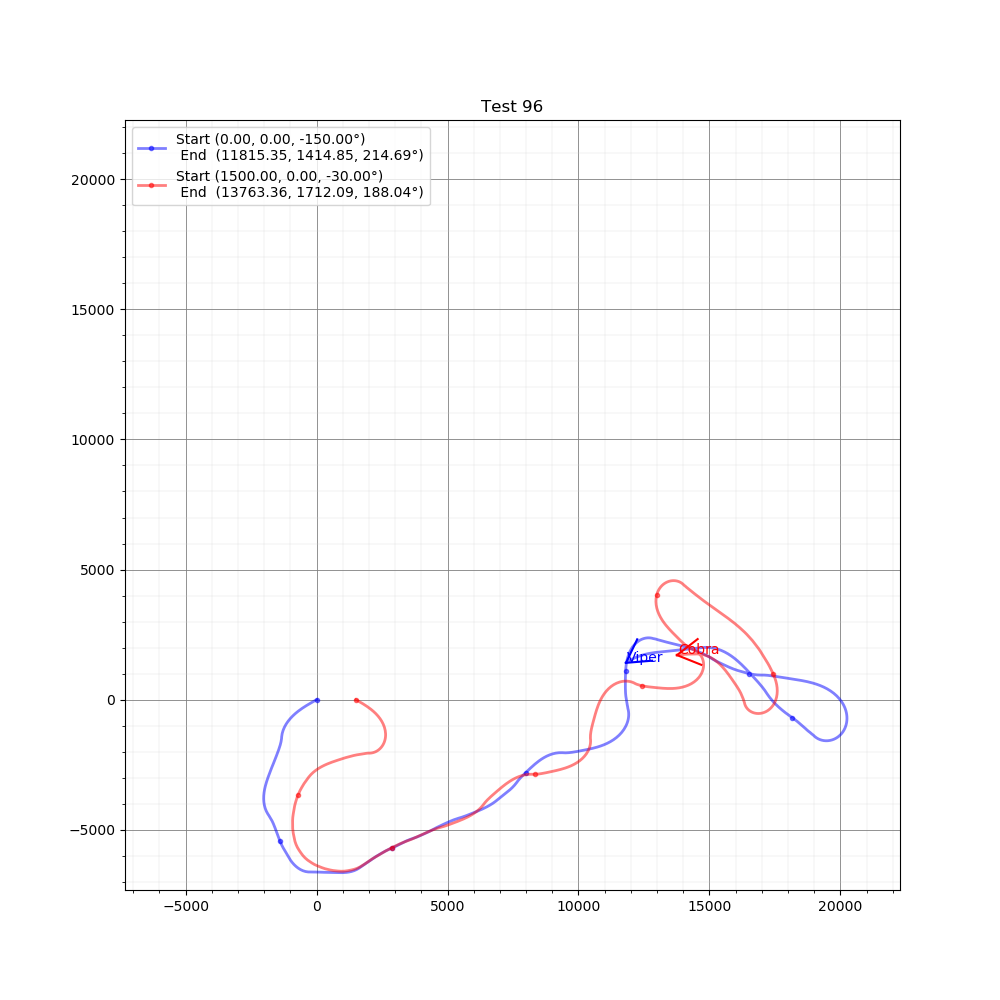 Test 96
Start (0.00, 0.00, -150.00°)
End  (11815.35, 1414.85, 214.69°)
Start (1500.00, 0.00, -30.00°)
End  (13763.36, 1712.09, 188.04°)
20000
15000
10000
5000
0
−5000
Viper
Cobra
−5000 0 5000 10000 15000 20000